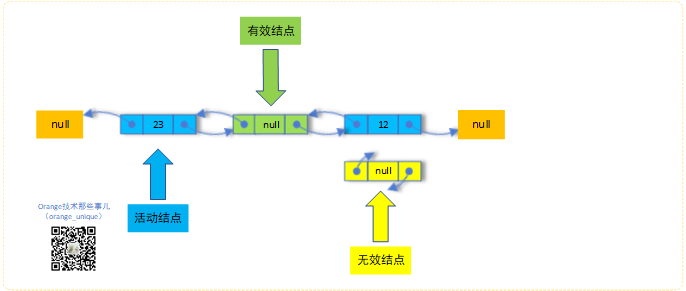 有效结点
null
23
null
12
null
null
Orange技术那些事儿
（orange_unique）
活动结点
无效结点